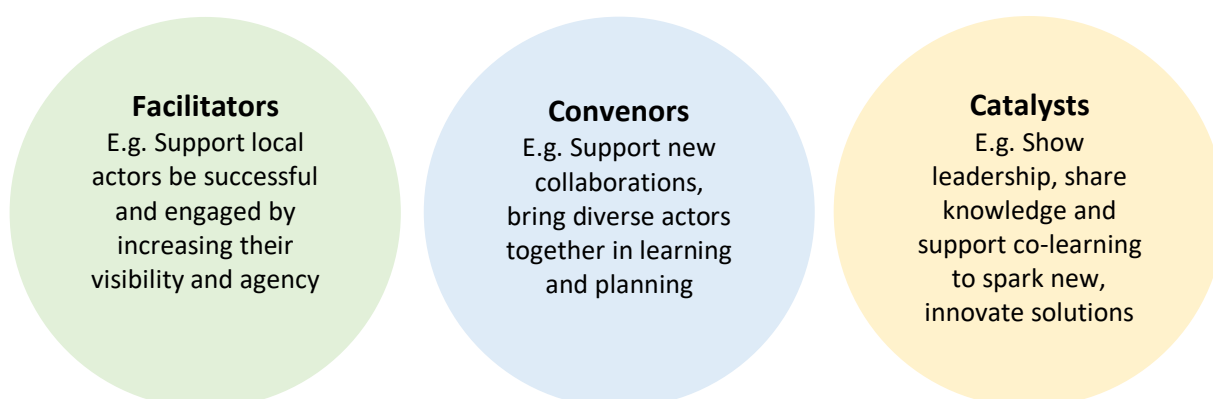 Facilitators
E.g. Support local
actors be successful
and engaged by
increasing their
visibility and agency
Convenors
E.g. Support new
collaborations,
bring diverse actors
together in learning
and planning
Catalysts
E.g. Show
leadership, share
knowledge and
support co-learning
to spark new,
innovate solutions